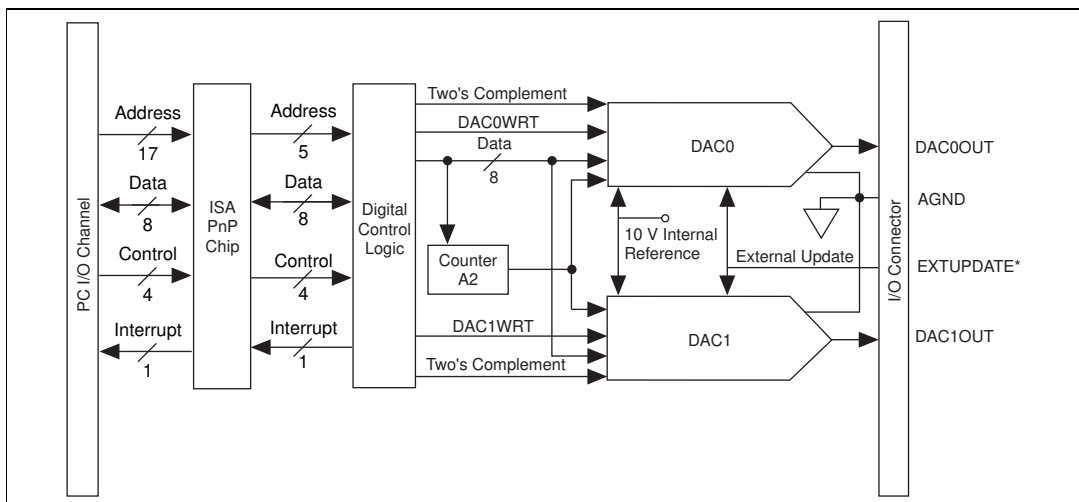 PC I/O Channel
Address
17
Data
8
Control
4
Interrupt
1
ISA
PnP
Chip
Address
5
Data
8
Control
4
Interrupt
1
Digital
Control
Logic
Two's Complement
DAC0WRT
Data
8
Counter
A2
DAC1WRT
Two's Complement
DAC0
10 V Internal
Reference
External Update
DAC1
I/O Connector
DAC0OUT
AGND
EXTUPDATE*
DAC1OUT